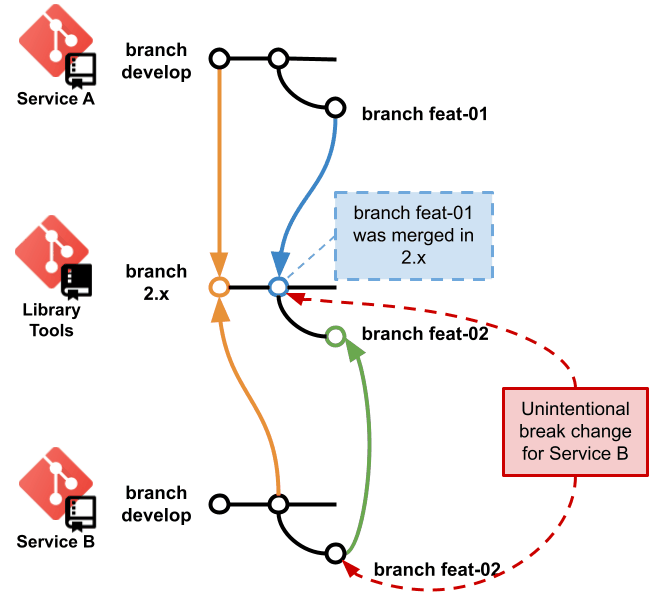 branch
develop
Service A
branch feat-01
branch feat-01
was merged in
2.x
branch
2.x
Library
Tools
branch feat-02
Unintentional
break change
for Service B
branch
develop
Service B
branch feat-02